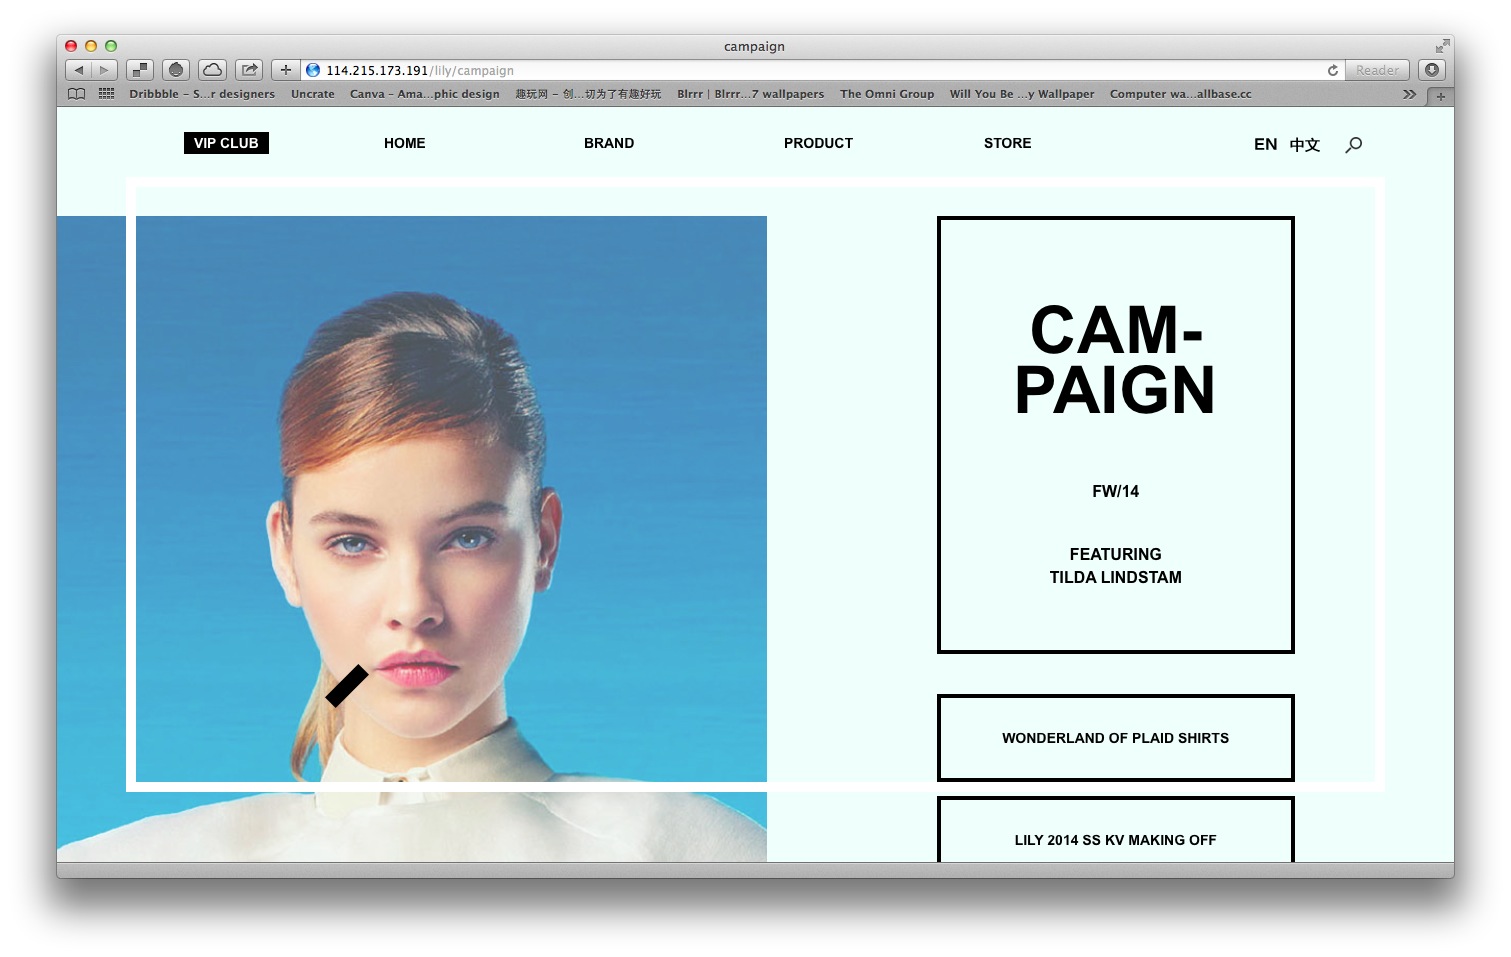 campaign
114.215.173.191/lily/campaign
Reader
Dribbble – S...r designers
Uncrate
Canva – Ama...phic design
趣玩网 – 创...切为了有趣好玩
Blrrr | Blrrr...7 wallpapers
The Omni Group
Will You Be ...y Wallpaper
Computer wa...allbase.cc
VIP CLUB
HOME
BRAND
PRODUCT
STORE
EN 中文
CAM-
PAIGN
FW/14
FEATURING
TILDA LINDSTAM
WONDERLAND OF PLAID SHIRTS
LILY 2014 SS KV MAKING OFF